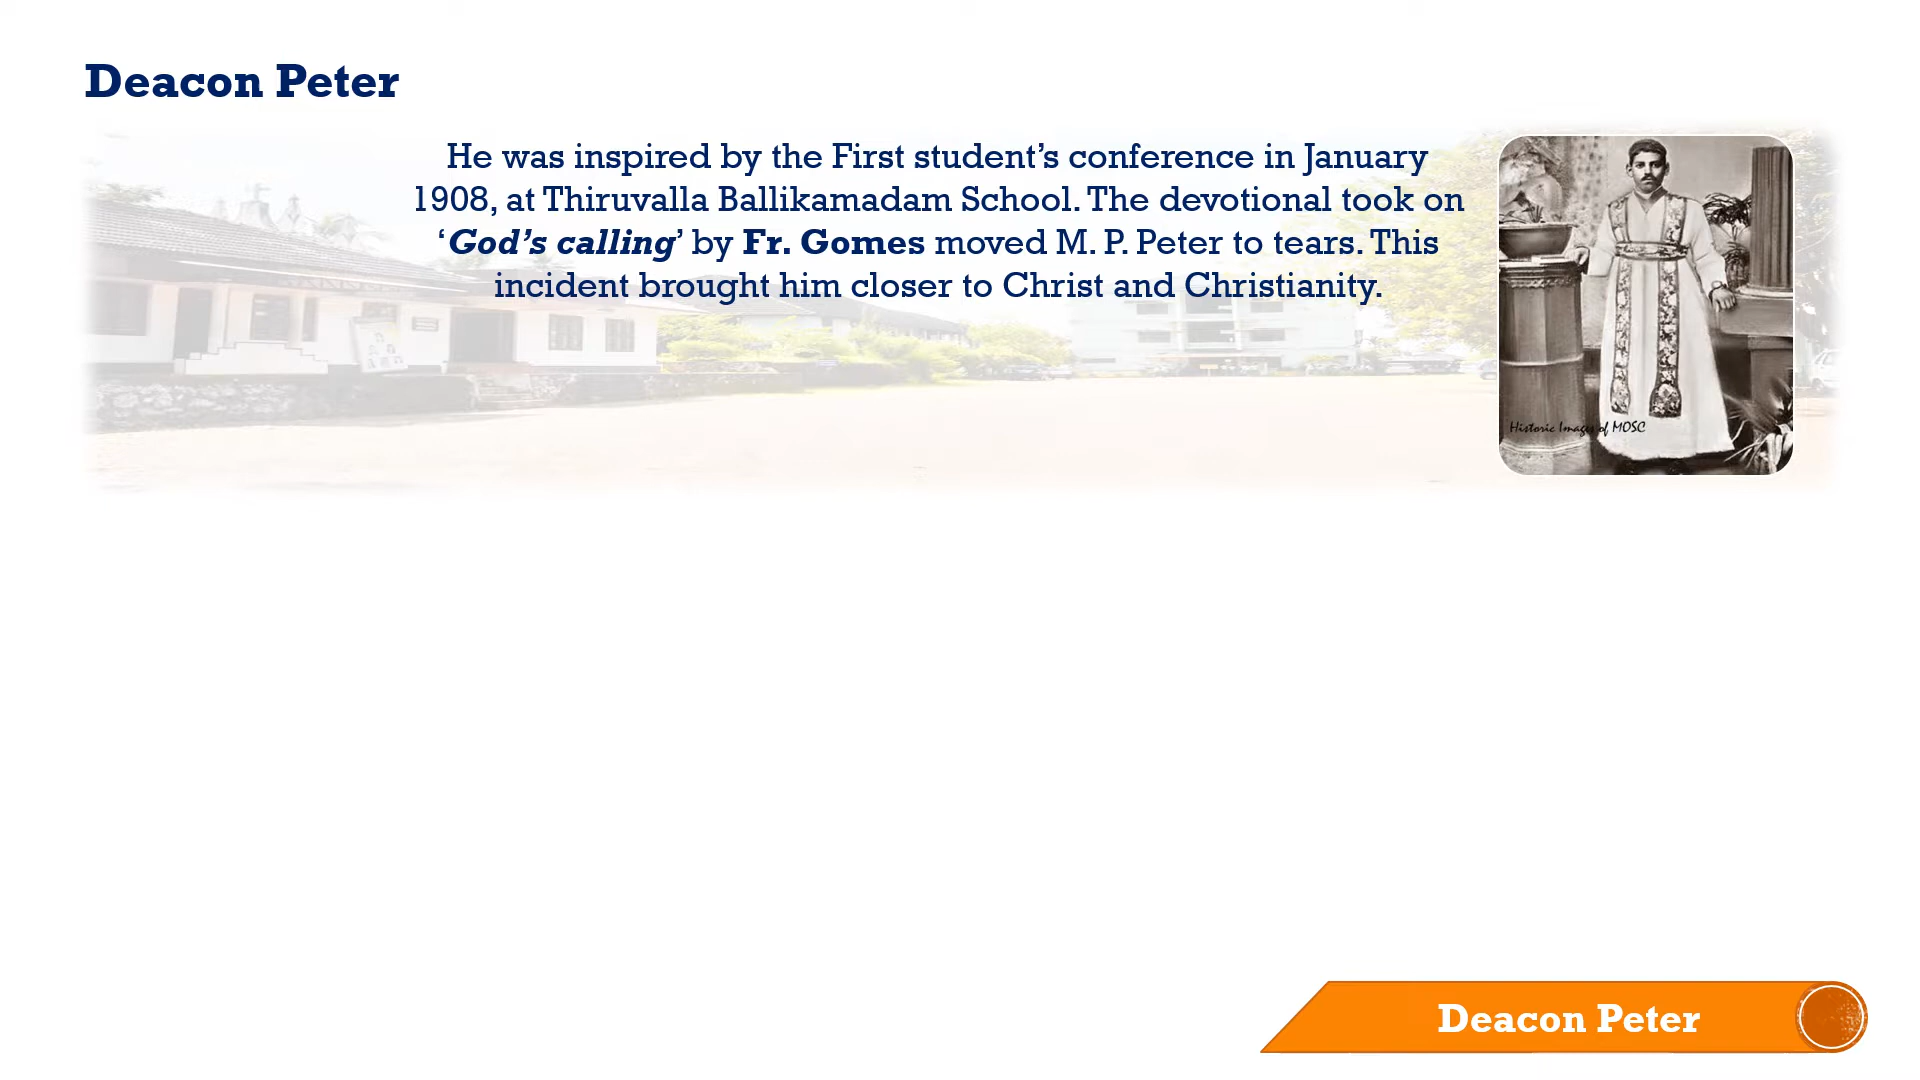 Deacon Peter
He was inspired by the First student’s conference in January
1908, at Thiruvalla Ballikamadam School. The devotional took on
‘God’s calling’ by Fr. Gomes moved M. P. Peter to tears. This
incident brought him closer to Christ and Christianity.
Historic Images of MOSC
Deacon Peter